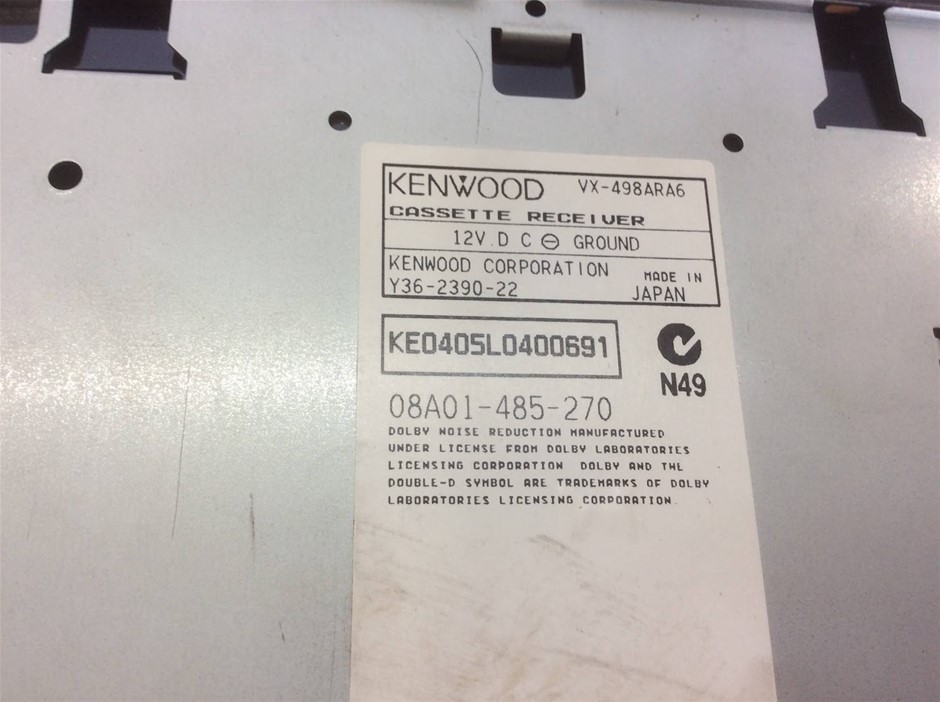 KENWOOD VX-498ARA6
CASSETTE RECEIVER
12V.DC ⊖ GROUND
KENWOOD CORPORATION MADE IN
Y36-2390-22 JAPAN
KE0405L0400691
N49
08A01-485-270
DOLBY NOISE REDUCTION MANUFACTURED
UNDER LICENSE FROM DOLBY LABORATORIES
LICENSING CORPORATION DOLBY AND THE
DOUBLE-D SYMBOL ARE TRADEMARKS OF DOLBY
LABORATORIES LICENSING CORPORATION.